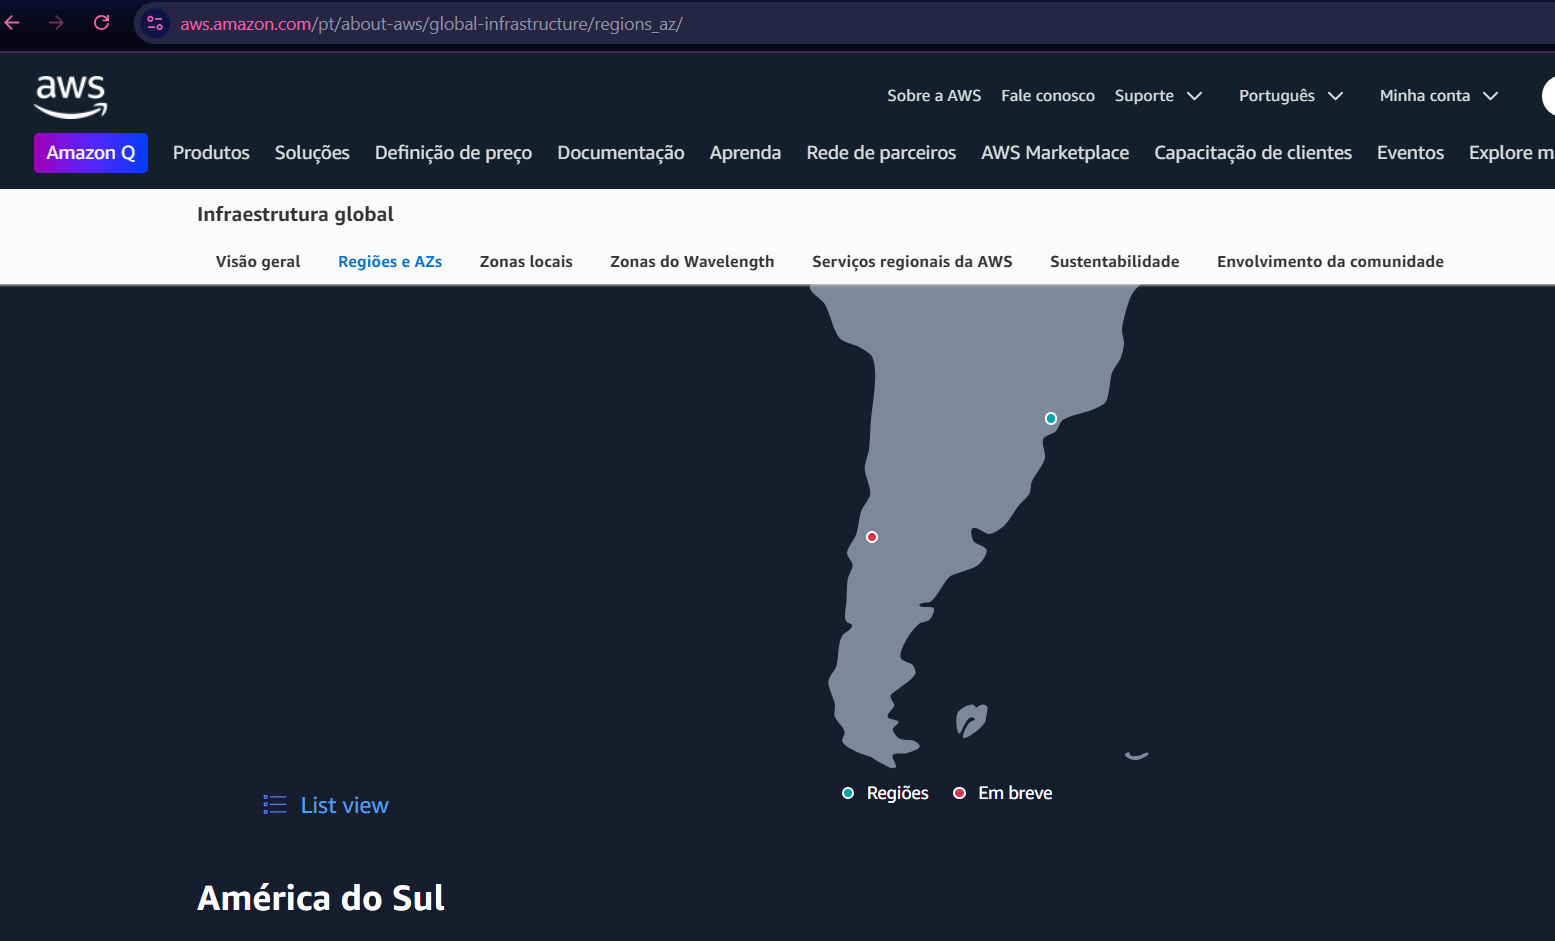 aws.amazon.com/pt/about-aws/global-infrastructure/regions_az/
aws
Sobre a AWS Fale conosco Suporte Português Minha conta
Amazon Q Produtos Soluções Definição de preço Documentação Aprenda Rede de parceiros AWS Marketplace Capacitação de clientes Eventos Explore m
Infraestrutura global
Visão geral Regiões e AZs Zonas locais Zonas do Wavelength Serviços regionais da AWS Sustentabilidade Envolvimento da comunidade
Regiões Em breve
List view
América do Sul